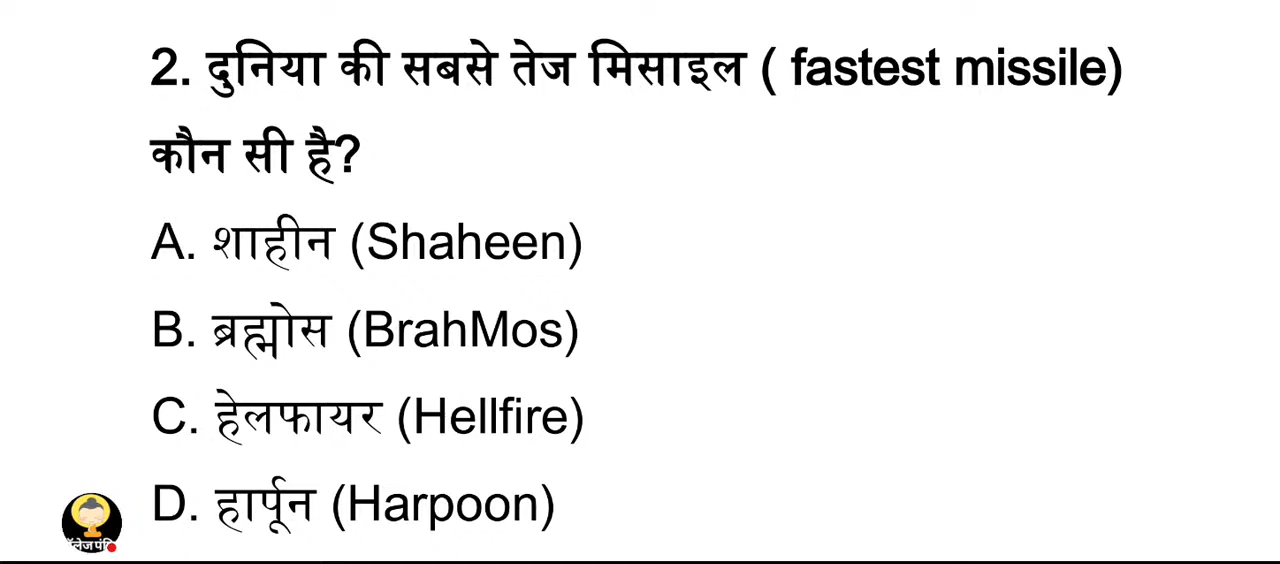 2. दुनिया की सबसे तेज मिसाइल ( fastest missile)
कौन सी है?
A. शाहीन (Shaheen)
B. ब्रह्मोस (BrahMos)
C. हेलफायर (Hellfire)
D. हार्पून (Harpoon)